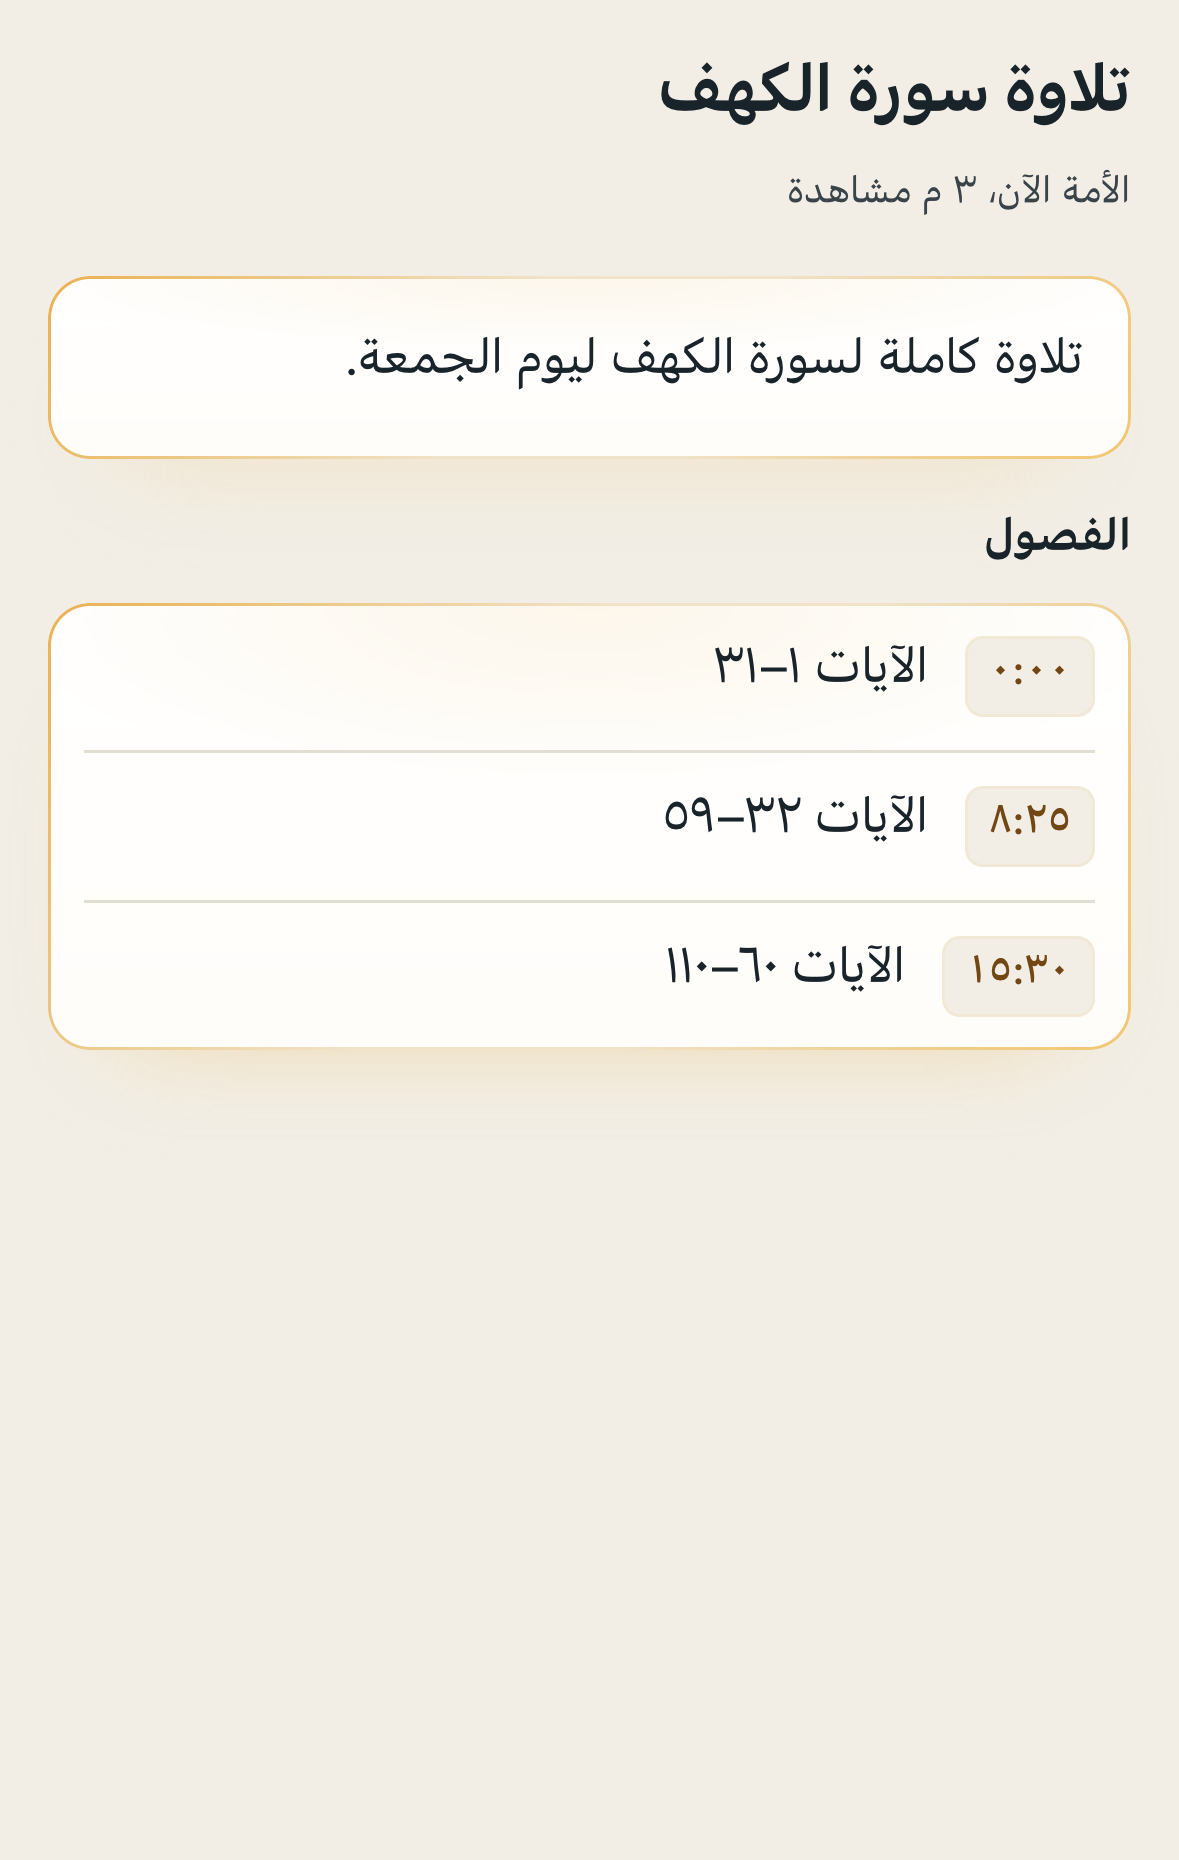 تلاوة سورة الكهف
الأمة الآن، ٣ م مشاهدة
تلاوة كاملة لسورة الكهف ليوم الجمعة.
الفصول
٠:٠٠ الآيات ١–٣١
٨:٢٥ الآيات ٣٢–٥٩
١٥:٣٠ الآيات ٦٠–١١٠